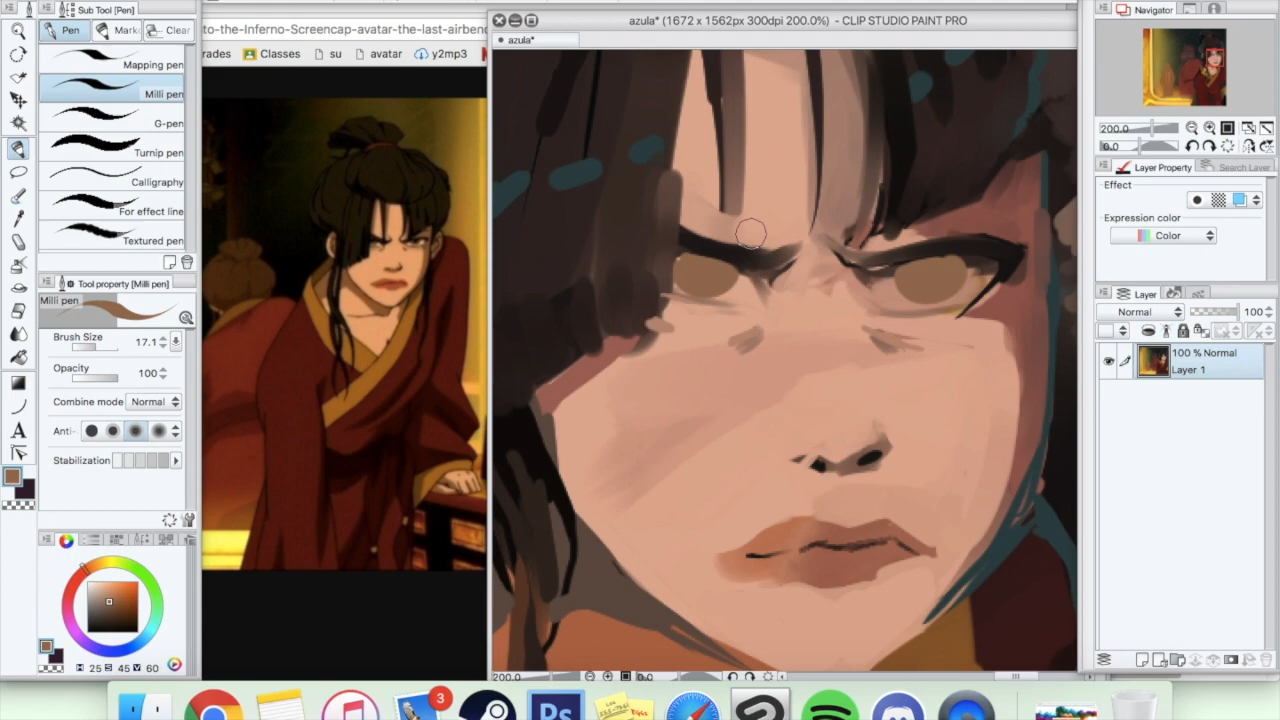 Sub Tool [Pen]
Pen
Mark
Clear
Mapping pen
Milli pen
G-pen
Turnip pen
Calligraphy
For effect line
Textured pen
Tool property [Milli pen]
Milli pen
Brush Size
17.1
Opacity
100
Combine mode Normal
Anti-
Stabilization
25 45 V 60
to-the-Inferno-Screencap-avatar-the-last-airbend
rades Classes su avatar y2mp3
azula* (1672 x 1562px 300dpi 200.0%) - CLIP STUDIO PAINT PRO
azula*
200.0 0.0
Navigator
200.0
0.0
Layer Property Search Layer
Effect
Expression color
Color
Layer
Normal 100
100 % Normal
Layer 1
3
Ps